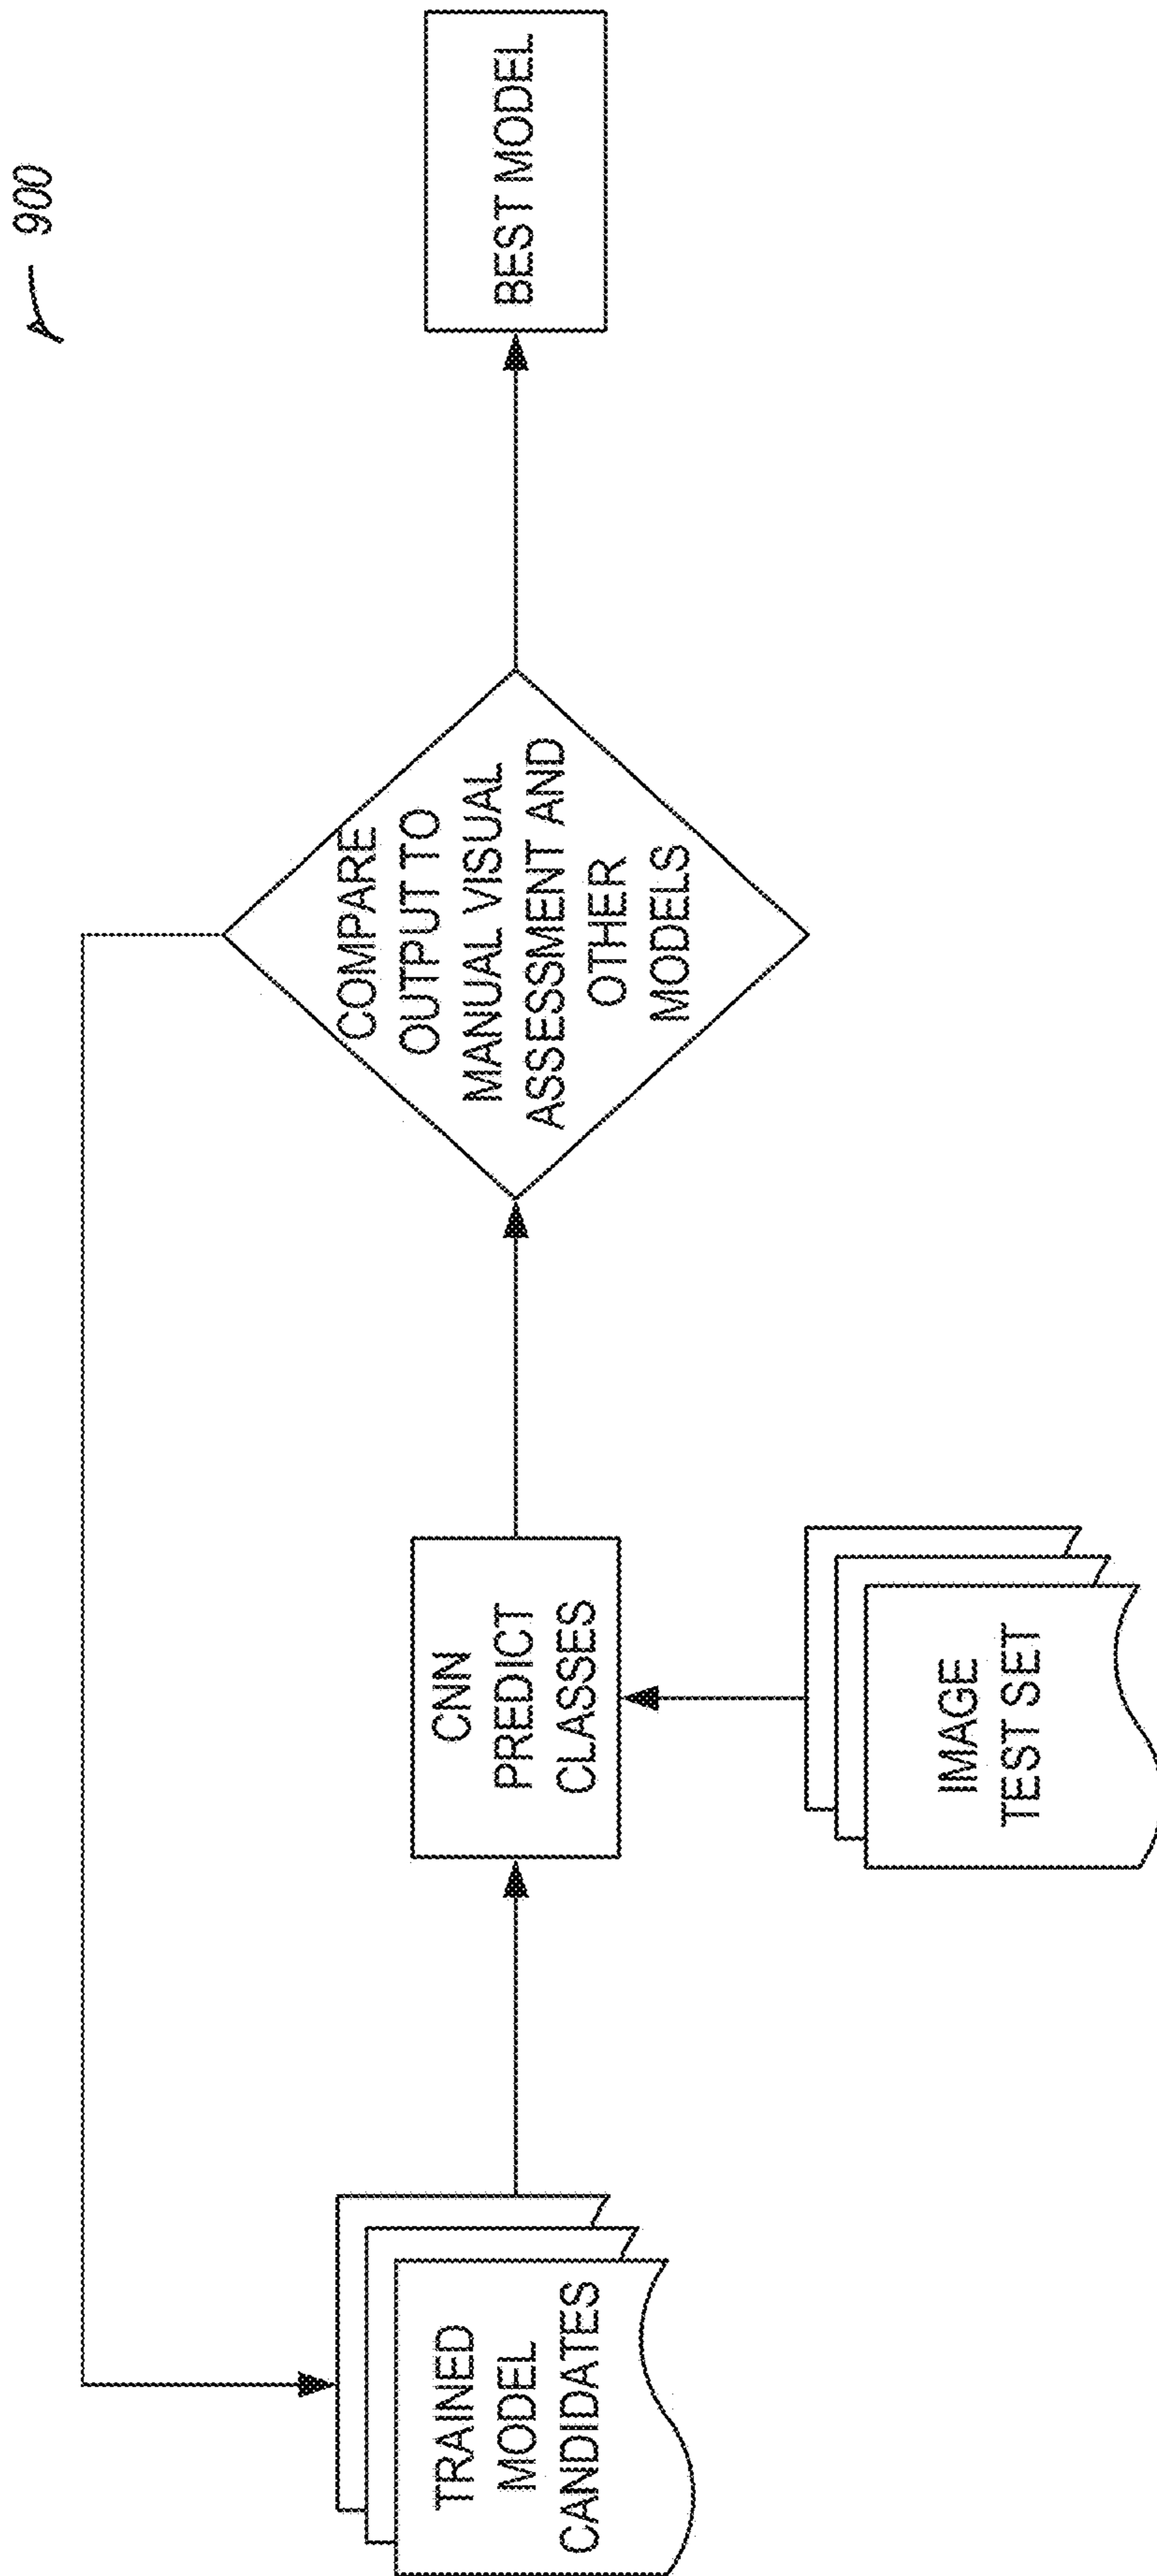 900
TRAINED
MODEL
CANDIDATES
CNN
PREDICT
CLASSES
IMAGE
TEST SET
COMPARE
OUTPUT TO
MANUAL VISUAL
ASSESSMENT AND
OTHER
MODELS
BEST MODEL